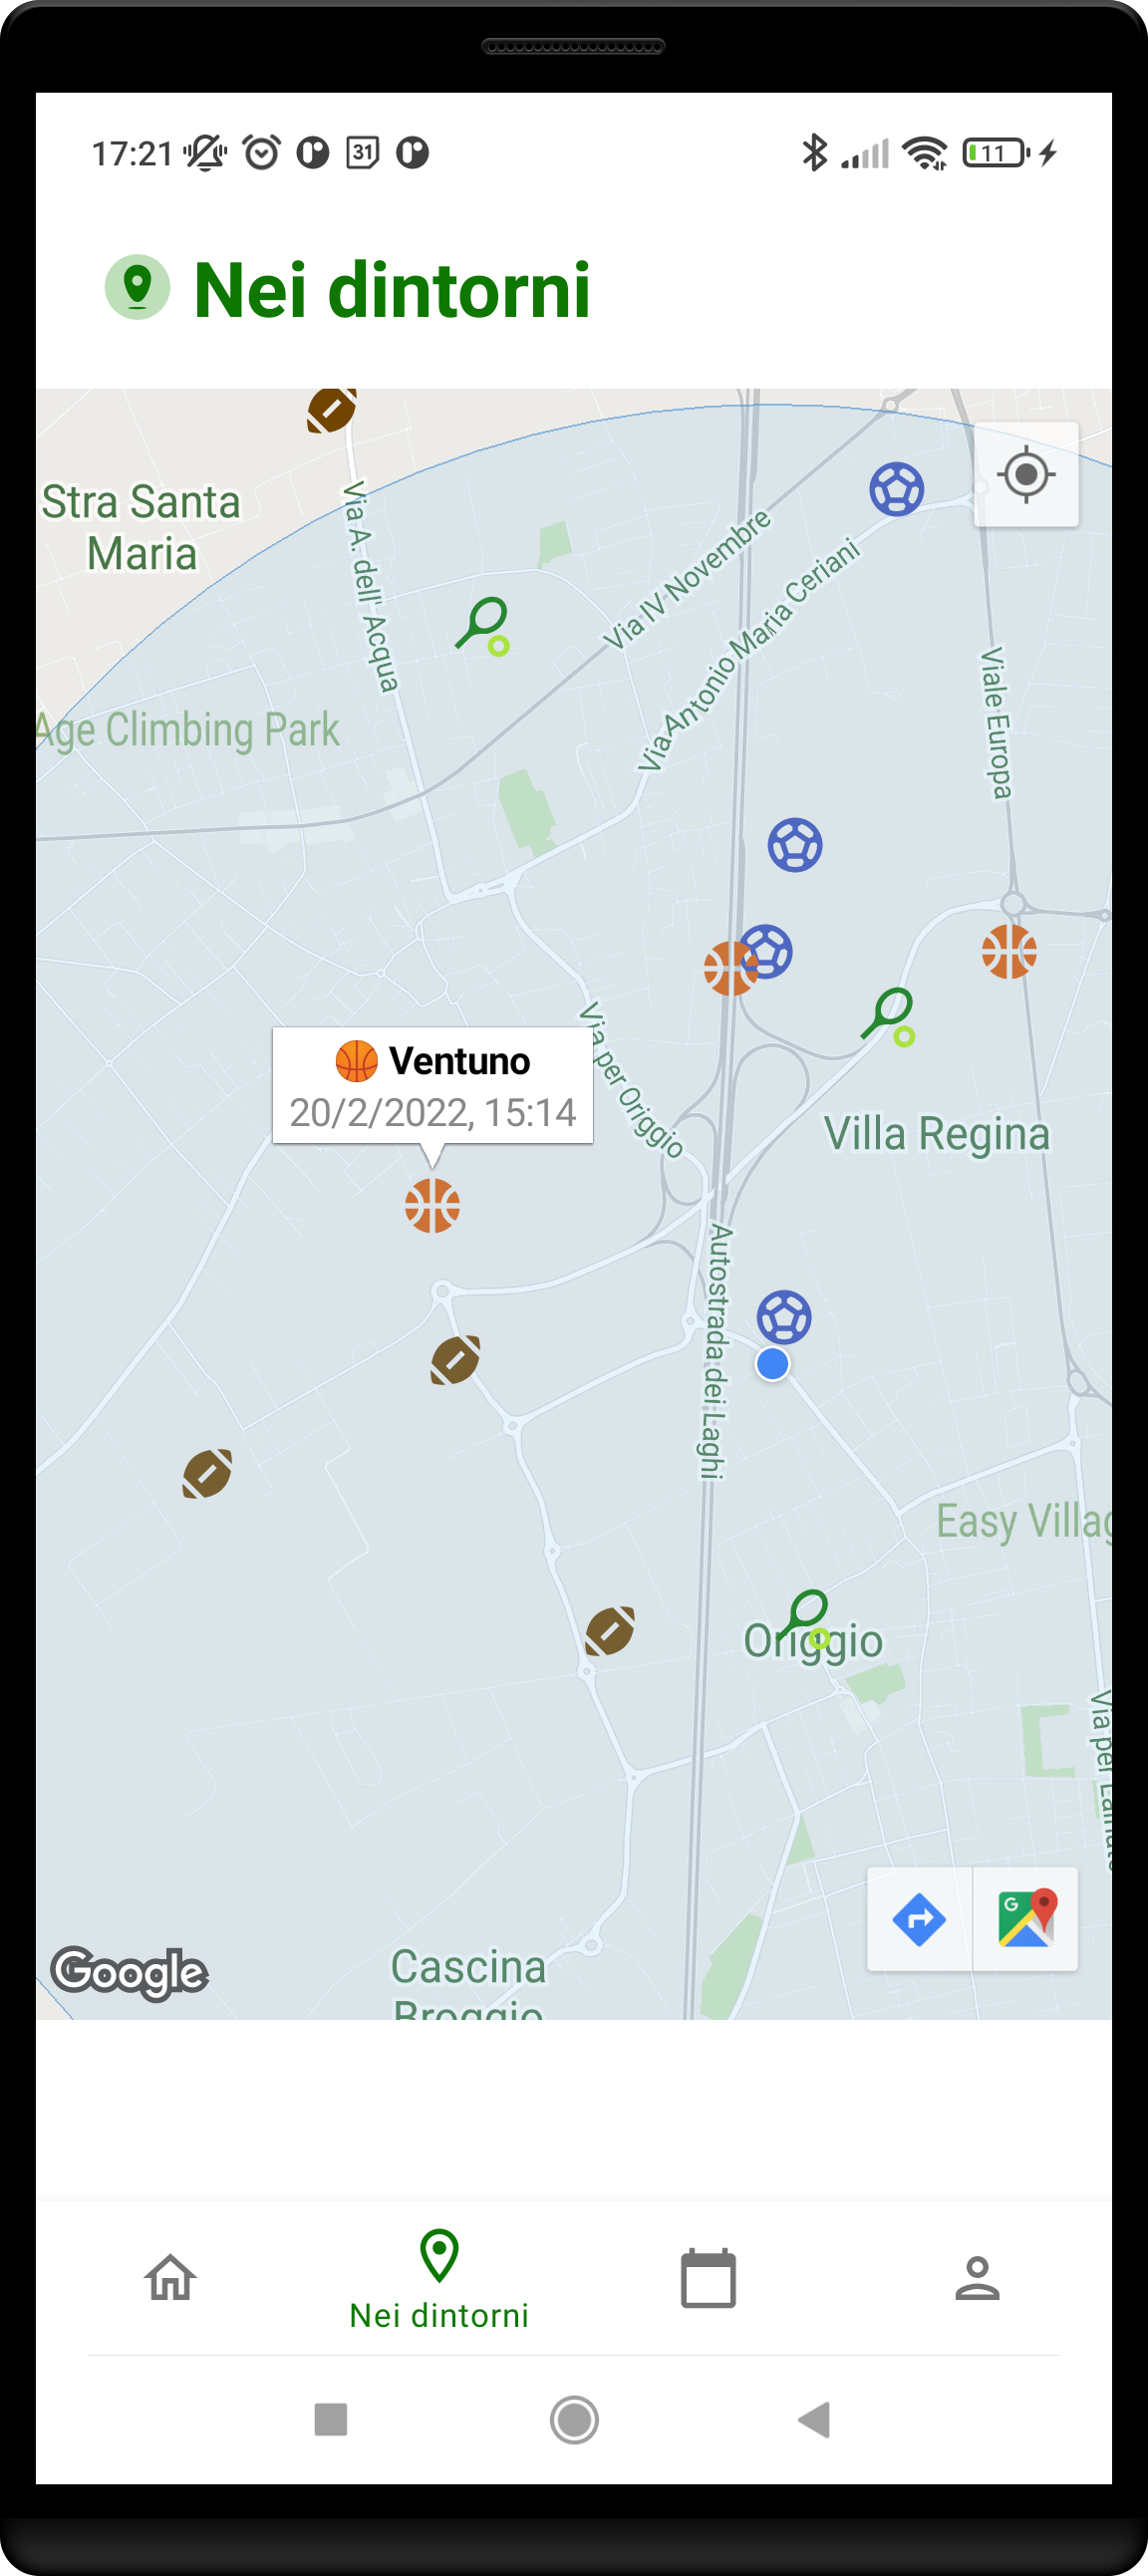 17:21
31
11
Nei dintorni
Stra Santa
Maria
Via A. dell' Acqua
Via IV Novembre
Via Antonio Maria Ceriani
Viale Europa
Age Climbing Park
Via per Origgio
Ventuno
20/2/2022, 15:14
Villa Regina
Autostrada dei Laghi
Easy Villag
Origgio
Via per Lainate
G
Google
Cascina
Broggio
Nei dintorni